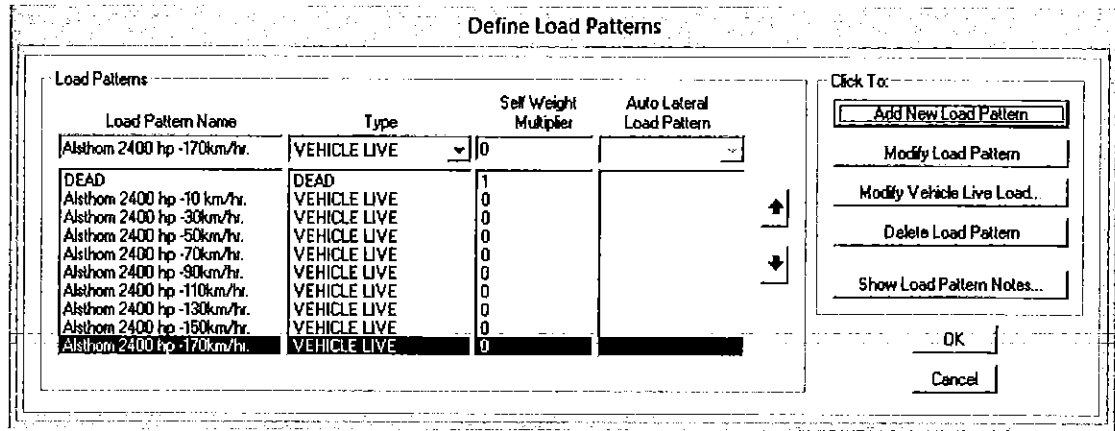 Define Load Patterns
Load Patterns
Click To:
Load Pattern Name Type Self Weight Multiplier Auto Lateral Load Pattern
Alsthom 2400 hp -170km/hr. VEHICLE LIVE 0
DEAD DEAD 1
Alsthom 2400 hp -10 km/hr. VEHICLE LIVE 0
Alsthom 2400 hp -30km/hr. VEHICLE LIVE 0
Alsthom 2400 hp -50km/hr. VEHICLE LIVE 0
Alsthom 2400 hp -70km/hr. VEHICLE LIVE 0
Alsthom 2400 hp -90km/hr. VEHICLE LIVE 0
Alsthom 2400 hp -110km/hr. VEHICLE LIVE 0
Alsthom 2400 hp -130km/hr. VEHICLE LIVE 0
Alsthom 2400 hp -150km/hr. VEHICLE LIVE 0
Alsthom 2400 hp -170km/hr. VEHICLE LIVE 0
Add New Load Pattern
Modify Load Pattern
Modify Vehicle Live Load...
Delete Load Pattern
Show Load Pattern Notes...
OK
Cancel